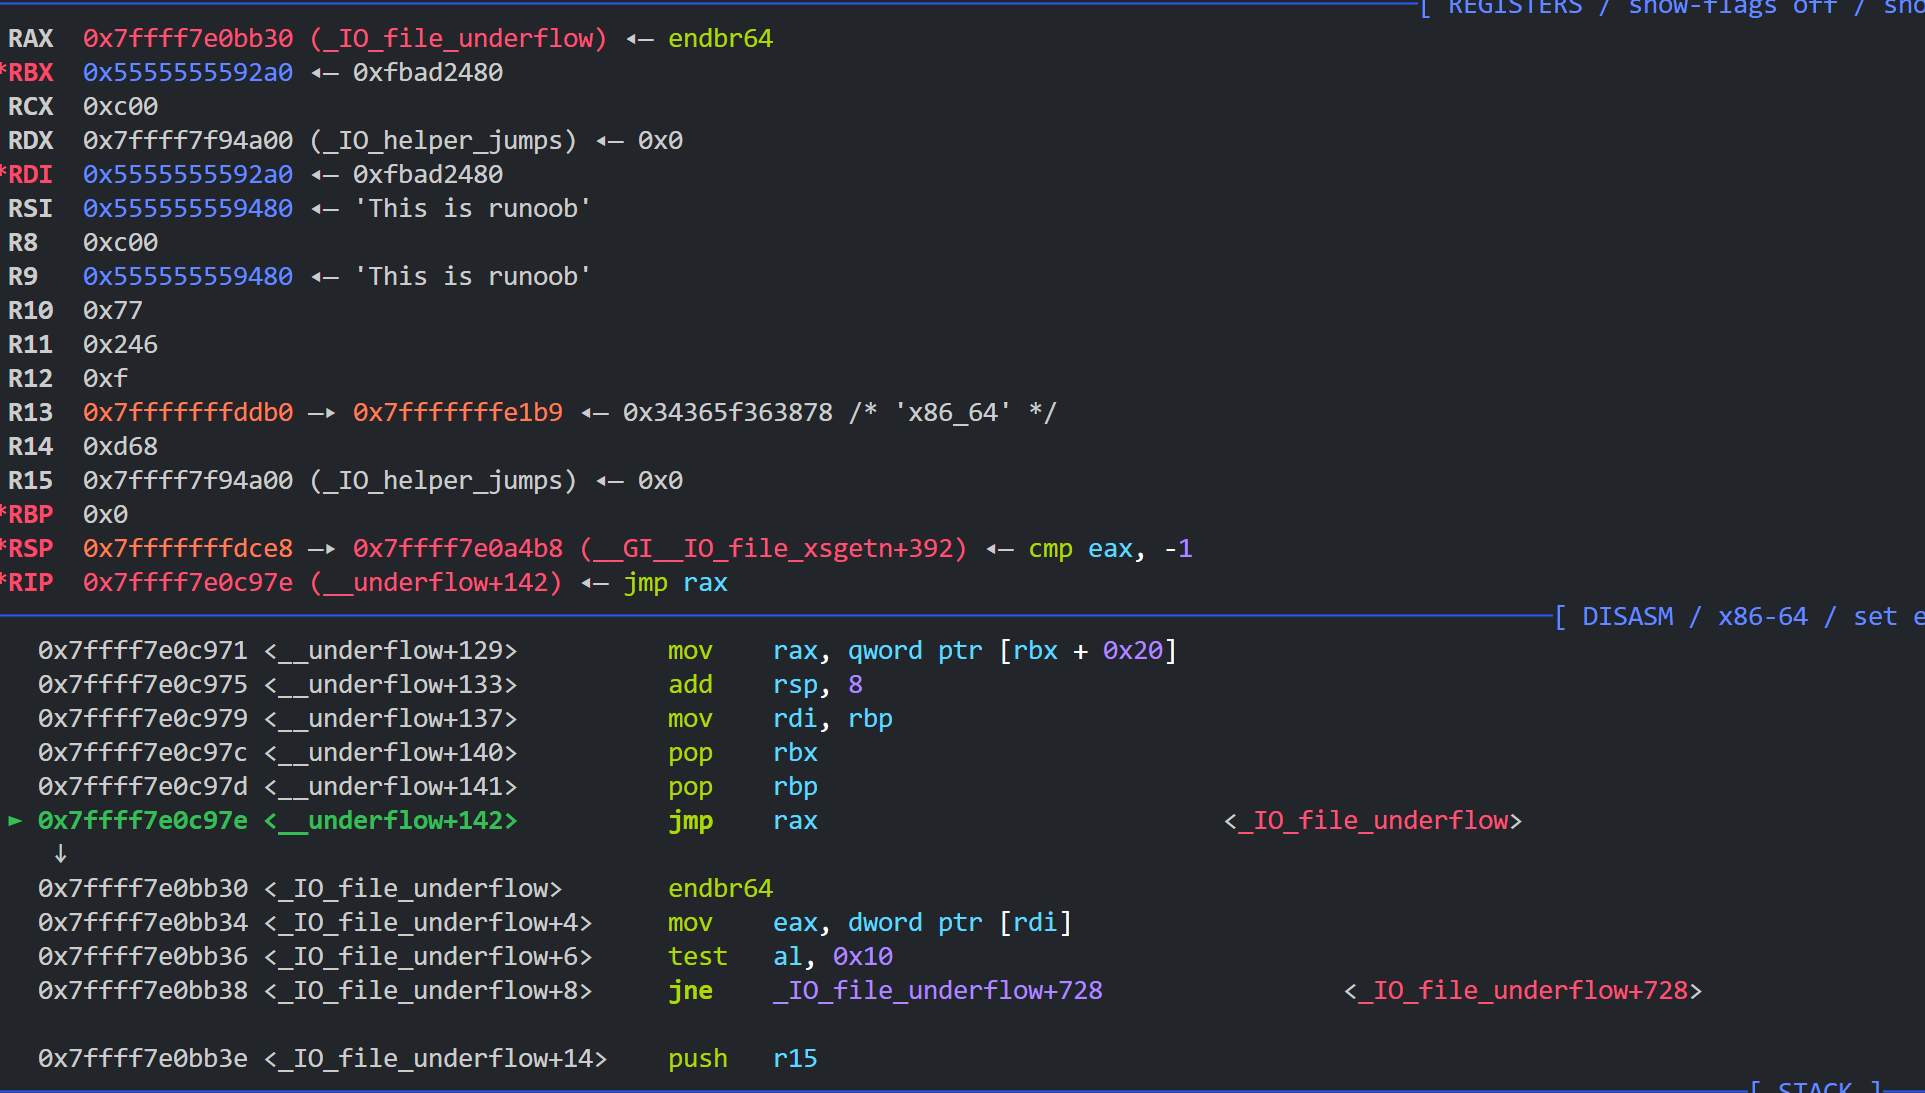 [ REGISTERS / show-flags off / sho
RAX 0x7ffff7e0bb30 (_IO_file_underflow) ◂— endbr64
*RBX 0x5555555592a0 ◂— 0xfbad2480
RCX 0xc00
RDX 0x7ffff7f94a00 (_IO_helper_jumps) ◂— 0x0
*RDI 0x5555555592a0 ◂— 0xfbad2480
RSI 0x555555559480 ◂— 'This is runoob'
R8 0xc00
R9 0x555555559480 ◂— 'This is runoob'
R10 0x77
R11 0x246
R12 0xf
R13 0x7fffffffddb0 —▸ 0x7fffffffe1b9 ◂— 0x34365f363878 /* 'x86_64' */
R14 0xd68
R15 0x7ffff7f94a00 (_IO_helper_jumps) ◂— 0x0
*RBP 0x0
*RSP 0x7fffffffdce8 —▸ 0x7ffff7e0a4b8 (__GI__IO_file_xsgetn+392) ◂— cmp eax, -1
*RIP 0x7ffff7e0c97e (__underflow+142) ◂— jmp rax
[ DISASM / x86-64 / set e
0x7ffff7e0c971 <__underflow+129> mov rax, qword ptr [rbx + 0x20]
0x7ffff7e0c975 <__underflow+133> add rsp, 8
0x7ffff7e0c979 <__underflow+137> mov rdi, rbp
0x7ffff7e0c97c <__underflow+140> pop rbx
0x7ffff7e0c97d <__underflow+141> pop rbp
► 0x7ffff7e0c97e <__underflow+142> jmp rax <_IO_file_underflow>
↓
0x7ffff7e0bb30 <_IO_file_underflow> endbr64
0x7ffff7e0bb34 <_IO_file_underflow+4> mov eax, dword ptr [rdi]
0x7ffff7e0bb36 <_IO_file_underflow+6> test al, 0x10
0x7ffff7e0bb38 <_IO_file_underflow+8> jne _IO_file_underflow+728 <_IO_file_underflow+728>
0x7ffff7e0bb3e <_IO_file_underflow+14> push r15
[ STACK ]